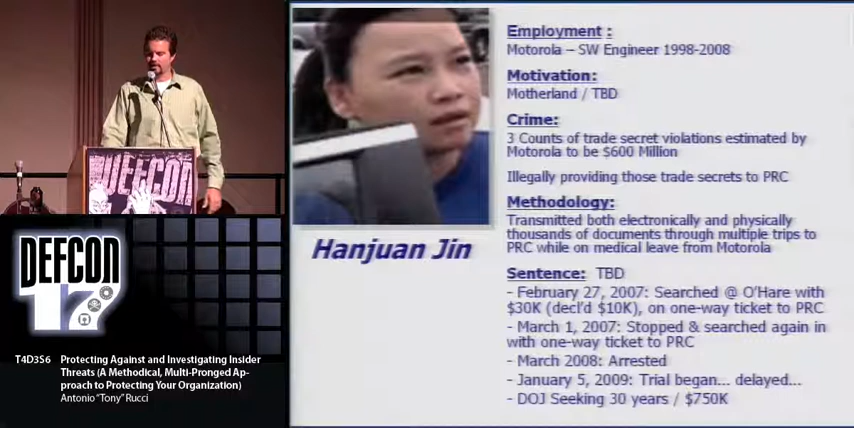 DEFCON
DEFCON
17
T4D3S6
Protecting Against and Investigating Insider
Threats (A Methodical, Multi-Pronged Ap-
proach to Protecting Your Organization)
Antonio "Tony" Rucci
Hanjuan Jin
Employment :
Motorola – SW Engineer 1998-2008
Motivation:
Motherland / TBD
Crime:
3 Counts of trade secret violations estimated by
Motorola to be $600 Million
Illegally providing those trade secrets to PRC
Methodology:
Transmitted both electronically and physically
thousands of documents through multiple trips to
PRC while on medical leave from Motorola
Sentence: TBD
- February 27, 2007: Searched @ O'Hare with
$30K (decl'd $10K), on one-way ticket to PRC
- March 1, 2007: Stopped & searched again in
with one-way ticket to PRC
- March 2008: Arrested
- January 5, 2009: Trial began... delayed...
- DOJ Seeking 30 years / $750K